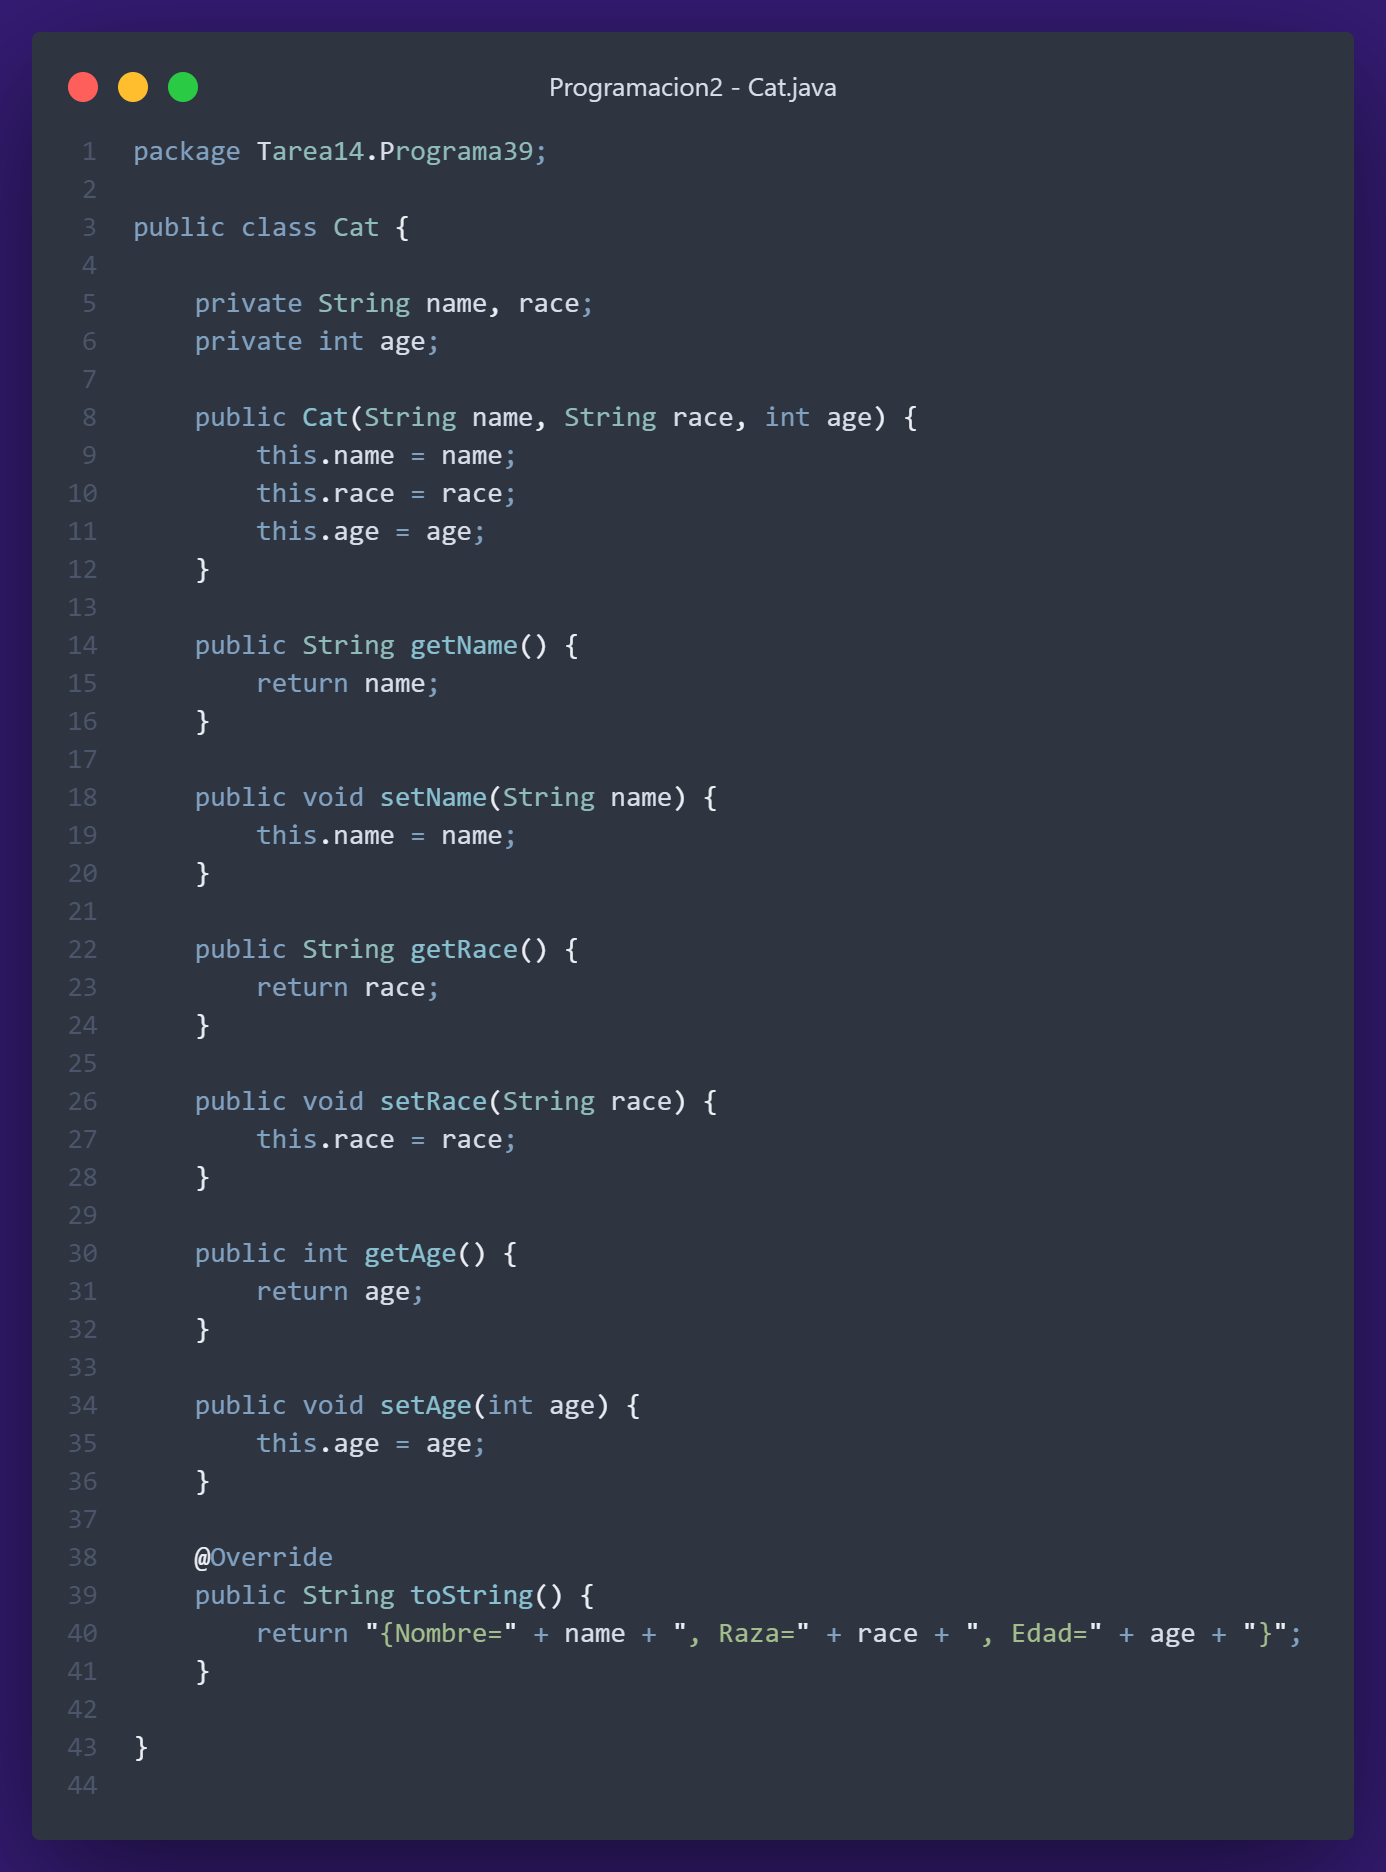 Programacion2 - Cat.java
1 package Tarea14.Programa39;
2
3 public class Cat {
4
5     private String name, race;
6     private int age;
7
8     public Cat(String name, String race, int age) {
9         this.name = name;
10         this.race = race;
11         this.age = age;
12     }
13
14     public String getName() {
15         return name;
16     }
17
18     public void setName(String name) {
19         this.name = name;
20     }
21
22     public String getRace() {
23         return race;
24     }
25
26     public void setRace(String race) {
27         this.race = race;
28     }
29
30     public int getAge() {
31         return age;
32     }
33
34     public void setAge(int age) {
35         this.age = age;
36     }
37
38     @Override
39     public String toString() {
40         return "{Nombre=" + name + ", Raza=" + race + ", Edad=" + age + "}";
41     }
42
43 }
44